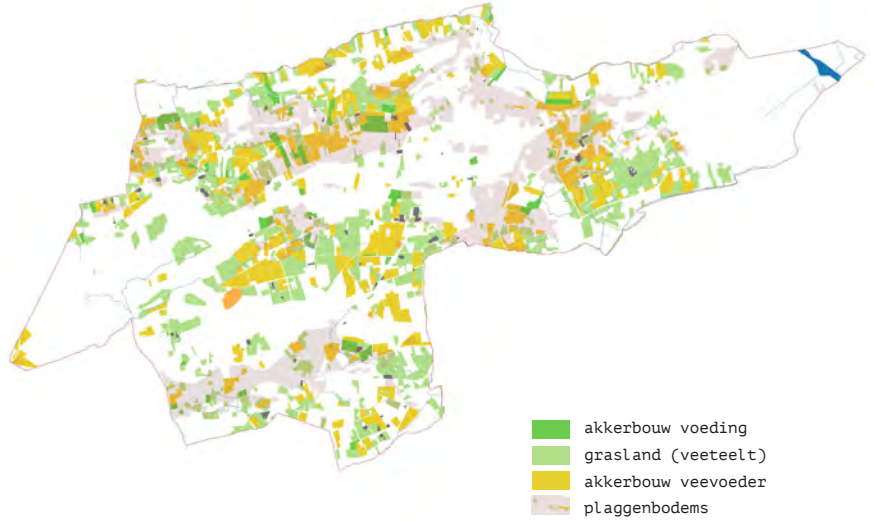 akkerbouw voeding
grasland (veeteelt)
akkerbouw veevoeder
plaggenbodems